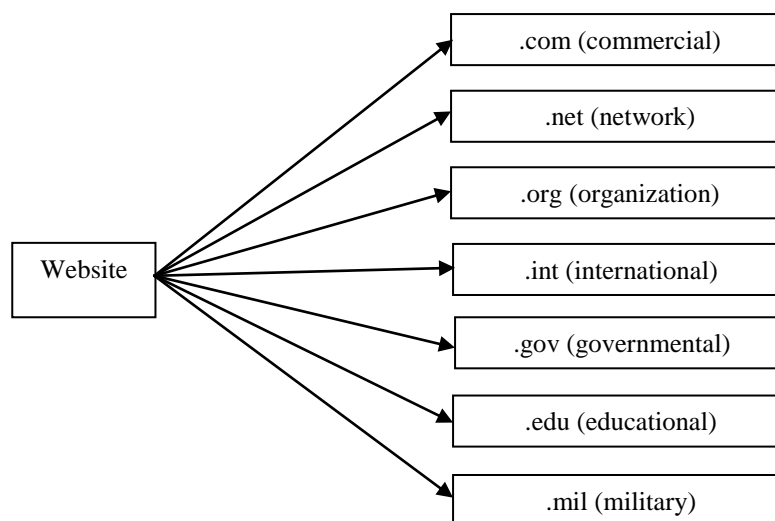 .com (commercial)
.net (network)
.org (organization)
Website
.int (international)
.gov (governmental)
.edu (educational)
.mil (military)